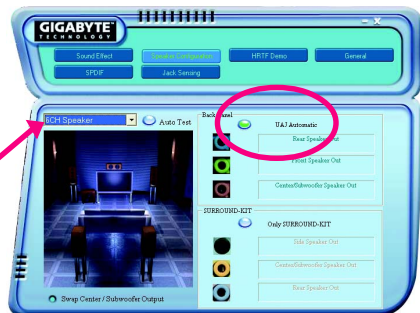 GIGABYTE
TECHNOLOGY
Sound Effect
Speaker Configuration
HRTF Demo
General
SPDIF
Jack Sensing
6CH Speaker
Auto Test
Back Panel
UAJ Automatic
Rear Speaker Out
Front Speaker Out
Center/Subwoofer Speaker Out
SURROUND-KIT
Only SURROUND-KIT
Side Speaker Out
Center/Subwoofer Speaker Out
Rear Speaker Out
Swap Center / Subwoofer Output